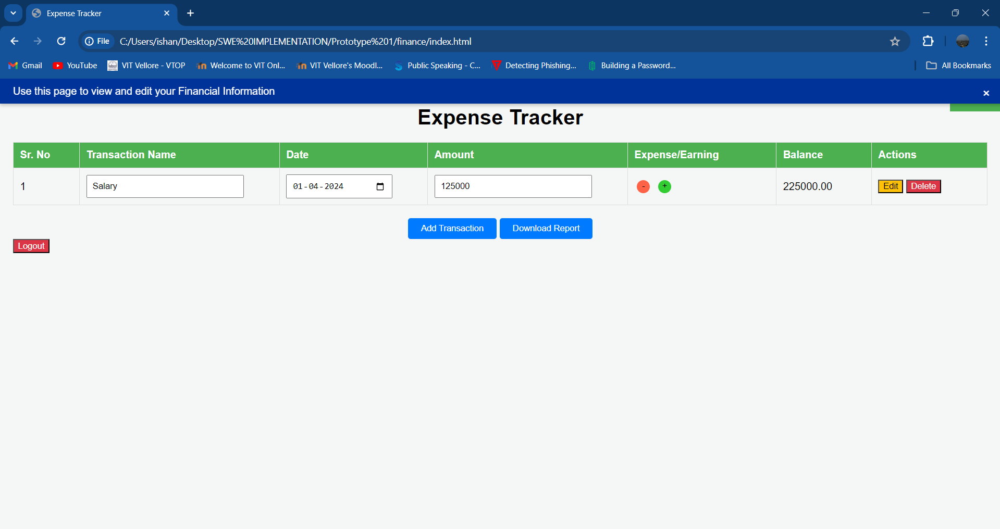 Expense Tracker
File C:/Users/ishan/Desktop/SWE%20IMPLEMENTATION/Prototype%201/finance/index.html
Gmail YouTube VIT Vellore - VTOP Welcome to VIT Onl... VIT Vellore's Moodl... Public Speaking - C... Detecting Phishing... Building a Password... All Bookmarks
Use this page to view and edit your Financial Information ×
Expense Tracker
Sr. No Transaction Name Date Amount Expense/Earning Balance Actions
1 Salary 01-04-2024 125000 - + 225000.00 Edit Delete
Add Transaction Download Report
Logout